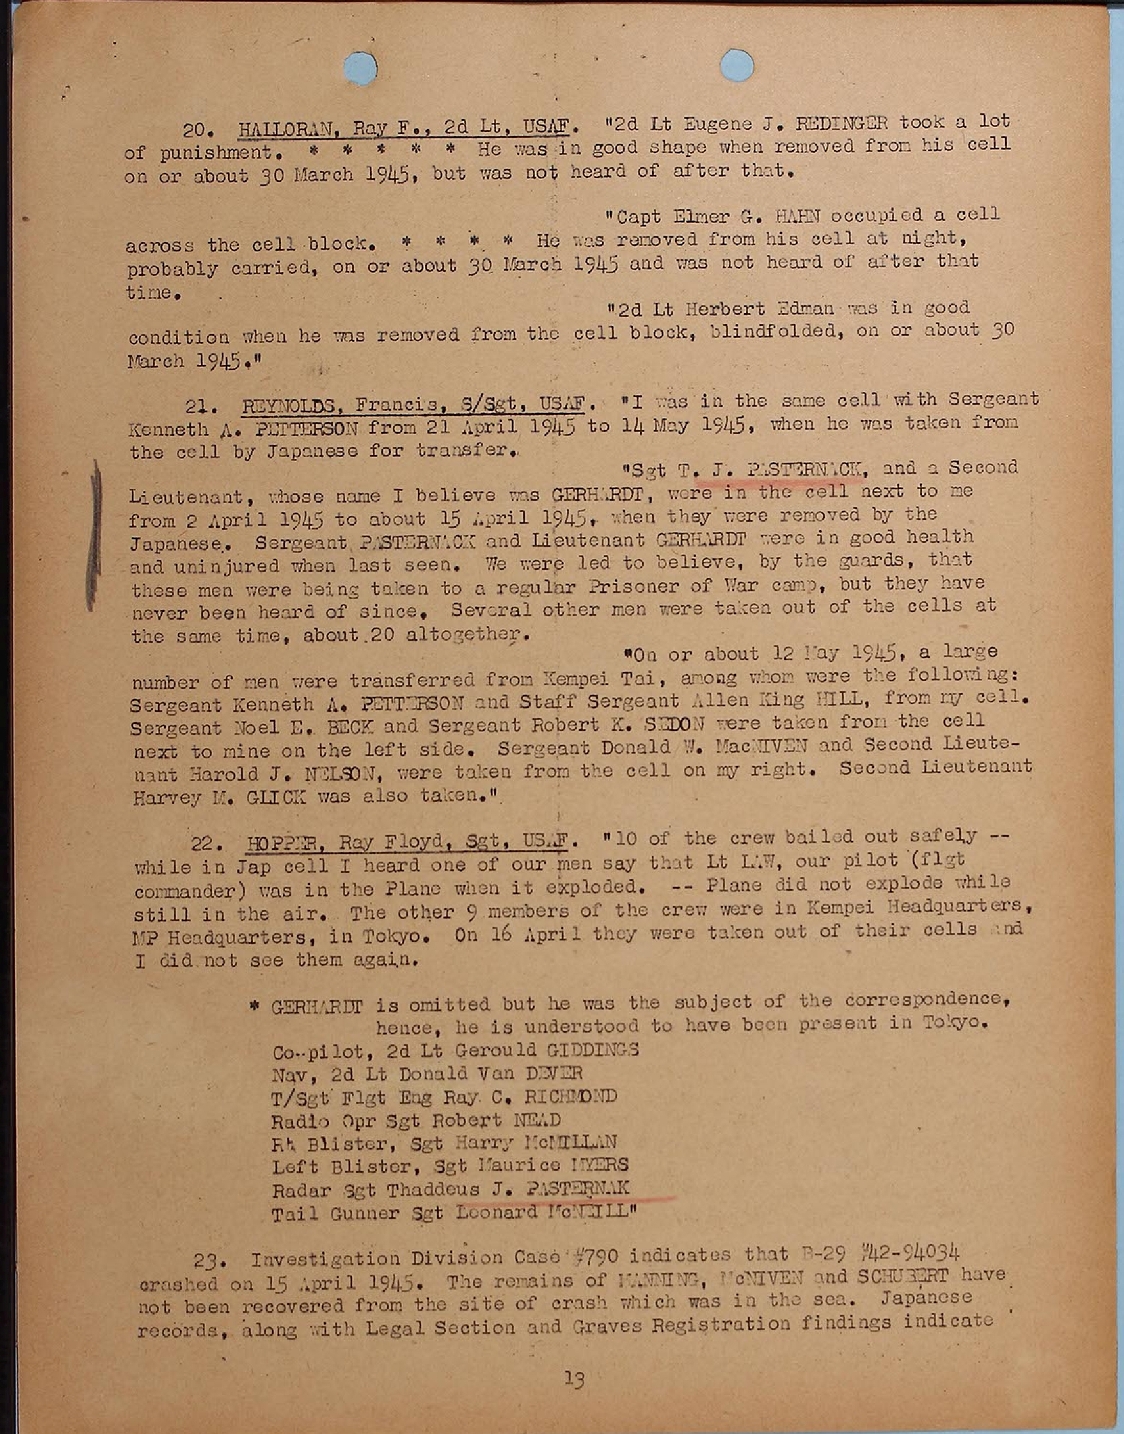 20. HALLORAN, Ray F., 2d Lt, USAF. "2d Lt Eugene J. REDINGER took a lot
of punishment. * * * * * He was in good shape when removed from his cell
on or about 30 March 1945, but was not heard of after that.
"Capt Elmer G. HAHN occupied a cell
across the cell block. * * * * He was removed from his cell at night,
probably carried, on or about 30 March 1945 and was not heard of after that
time.
"2d Lt Herbert Edman was in good
condition when he was removed from the cell block, blindfolded, on or about 30
March 1945."
21. REYNOLDS, Francis, S/Sgt, USAF. "I was in the same cell with Sergeant
Kenneth A. PETTERSON from 21 April 1945 to 14 May 1945, when he was taken from
the cell by Japanese for transfer.
"Sgt T. J. PASTERNACK, and a Second
Lieutenant, whose name I believe was GERHARDT, were in the cell next to me
from 2 April 1945 to about 15 April 1945, when they were removed by the
Japanese. Sergeant PASTERNACK and Lieutenant GERHARDT were in good health
and uninjured when last seen. We were led to believe, by the guards, that
these men were being taken to a regular Prisoner of War camp, but they have
never been heard of since. Several other men were taken out of the cells at
the same time, about 20 altogether.
"On or about 12 May 1945, a large
number of men were transferred from Kempei Tai, among whom were the following:
Sergeant Kenneth A. PETTERSON and Staff Sergeant Allen King HILL, from my cell.
Sergeant Noel E. BECK and Sergeant Robert K. SEDON were taken from the cell
next to mine on the left side. Sergeant Donald W. MacNIVEN and Second Lieute-
nant Harold J. NELSON, were taken from the cell on my right. Second Lieutenant
Harvey M. GLICK was also taken."
22. HOPPER, Ray Floyd, Sgt, USAF. "10 of the crew bailed out safely --
while in Jap cell I heard one of our men say that Lt LAW, our pilot (flgt
commander) was in the Plane when it exploded. -- Plane did not explode while
still in the air. The other 9 members of the crew were in Kempei Headquarters,
MP Headquarters, in Tokyo. On 16 April they were taken out of their cells and
I did not see them again.
* GERHARDT is omitted but he was the subject of the correspondence,
hence, he is understood to have been present in Tokyo.
Co-pilot, 2d Lt Gerould GIDDINGS
Nav, 2d Lt Donald Van DEVER
T/Sgt Flgt Eng Ray C. RICHMOND
Radio Opr Sgt Robert NEAD
Rt Blister, Sgt Harry McMILLAN
Left Blister, Sgt Maurice MYERS
Radar Sgt Thaddeus J. PASTERNAK
Tail Gunner Sgt Leonard McNEILL"
23. Investigation Division Case #790 indicates that B-29 #42-94034
crashed on 15 April 1945. The remains of MANNING, McNIVEN and SCHUBERT have
not been recovered from the site of crash which was in the sea. Japanese
records, along with Legal Section and Graves Registration findings indicate
13